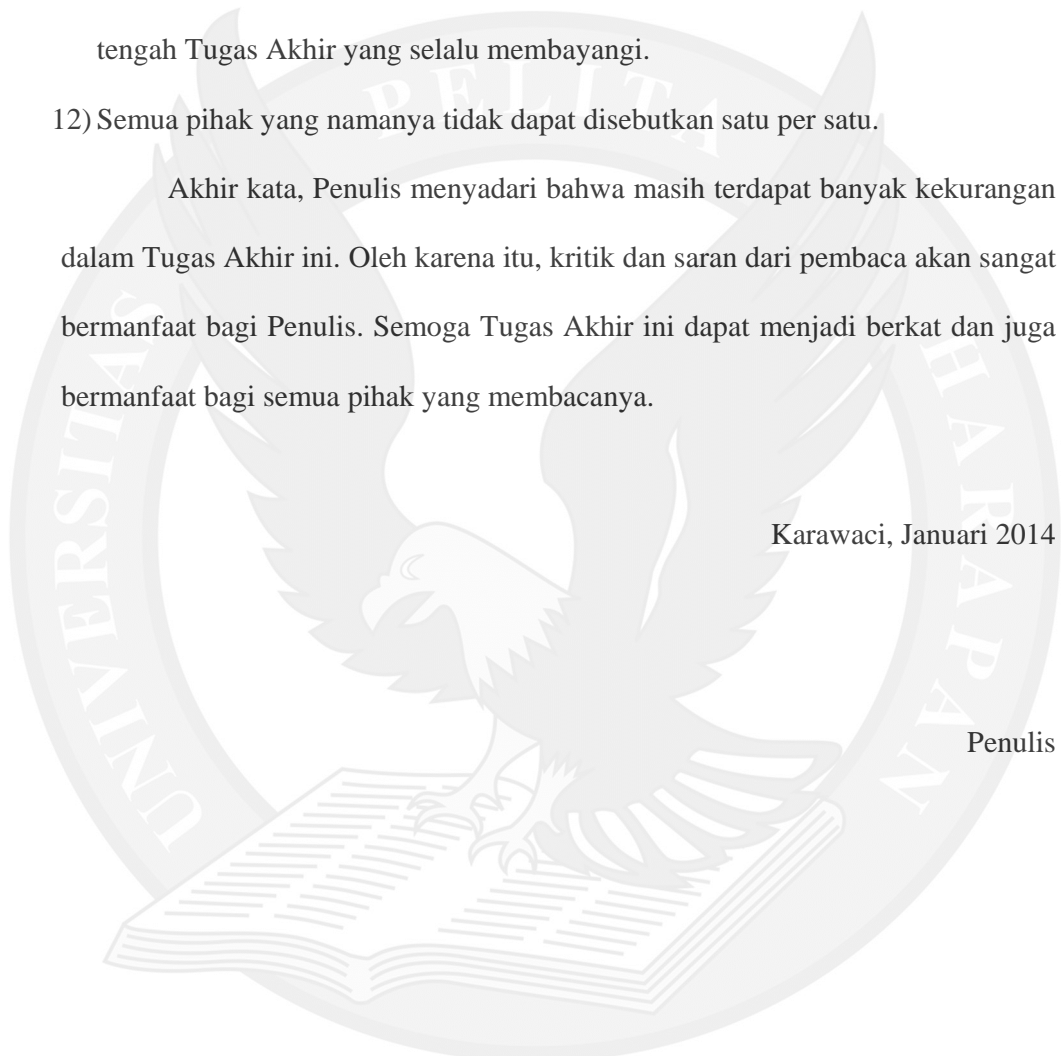 tengah Tugas Akhir yang selalu membayangi.
12) Semua pihak yang namanya tidak dapat disebutkan satu per satu.
Akhir kata, Penulis menyadari bahwa masih terdapat banyak kekurangan
dalam Tugas Akhir ini. Oleh karena itu, kritik dan saran dari pembaca akan sangat
bermanfaat bagi Penulis. Semoga Tugas Akhir ini dapat menjadi berkat dan juga
bermanfaat bagi semua pihak yang membacanya.
Karawaci, Januari 2014
Penulis
UNIVERSITAS PELITA HARAPAN